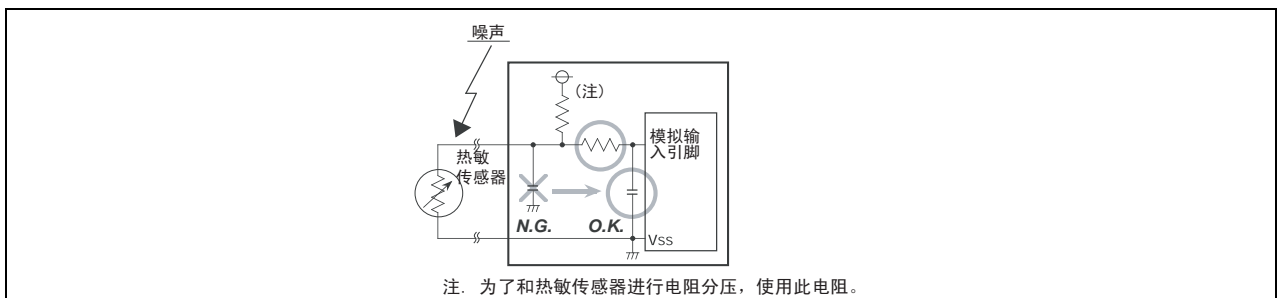 噪声
(注)
模拟输
入引脚
热敏
传感器
N.G.
O.K.
VSS
注. 为了和热敏传感器进行电阻分压，使用此电阻。